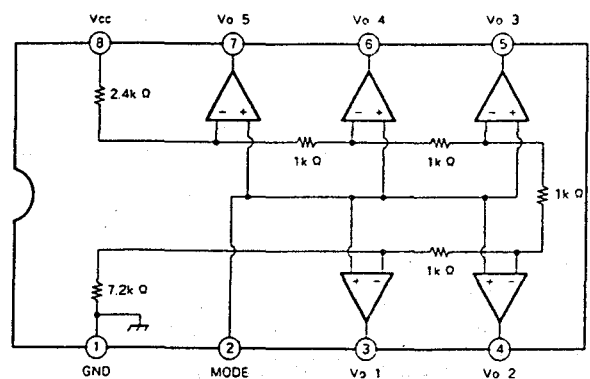 Vcc
Vo 5
Vo 4
Vo 3
8
7
6
5
2.4k Ω
- +
- +
- +
1k Ω
1k Ω
1k Ω
1k Ω
+ -
+ -
7.2k Ω
1
2
3
4
GND
MODE
Vo 1
Vo 2